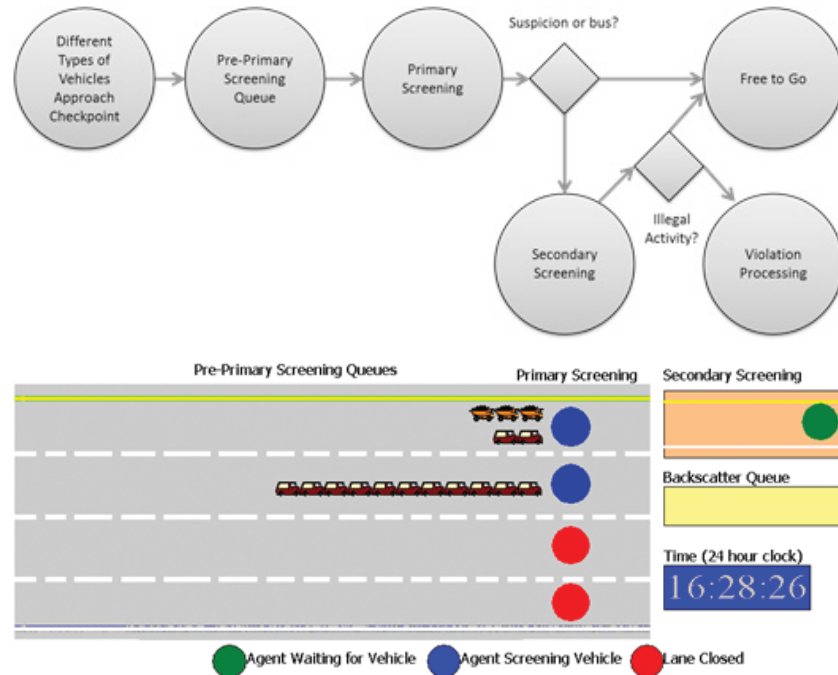 Different
Types of
Vehicles
Approach
Checkpoint
Pre-Primary
Screening
Queue
Primary
Screening
Suspicion or bus?
Free to Go
Secondary
Screening
Illegal
Activity?
Violation
Processing
Pre-Primary Screening Queues
Primary Screening
Secondary Screening
Backscatter Queue
Time (24 hour clock)
16:28:26
Agent Waiting for Vehicle
Agent Screening Vehicle
Lane Closed